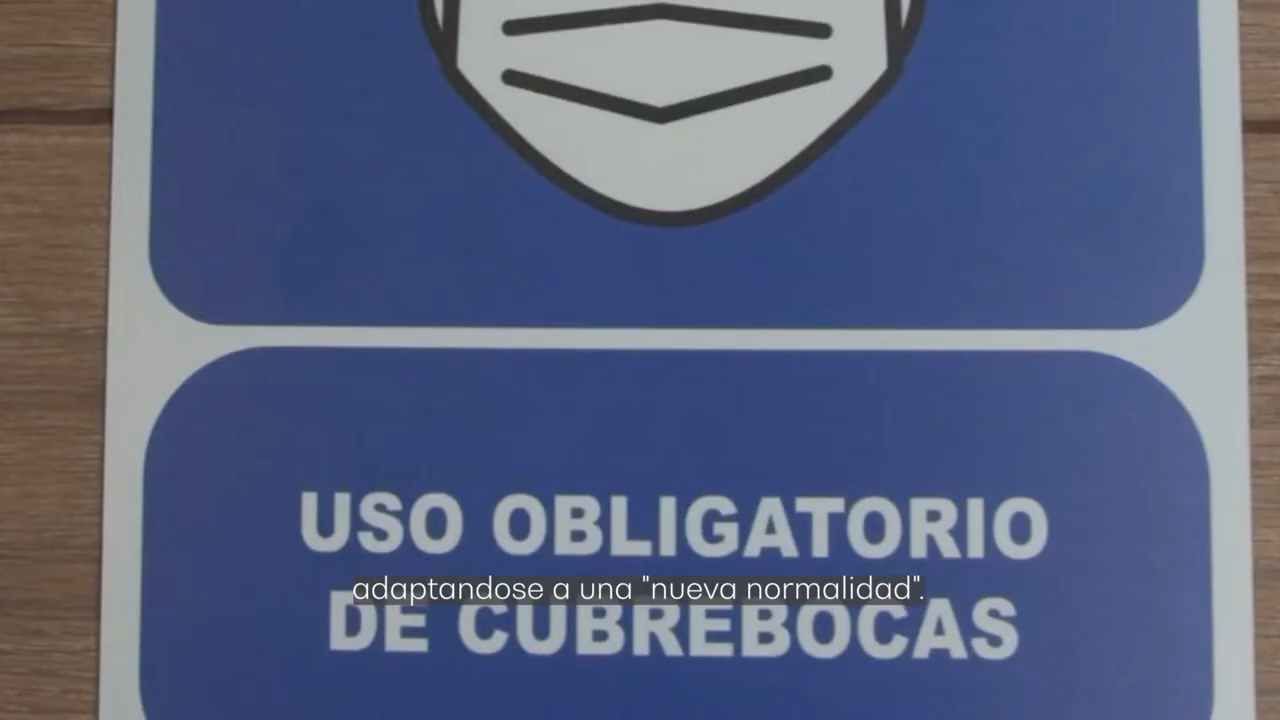 USO OBLIGATORIO
adaptandose a una "nueva normalidad".
DE CUBREBOCAS